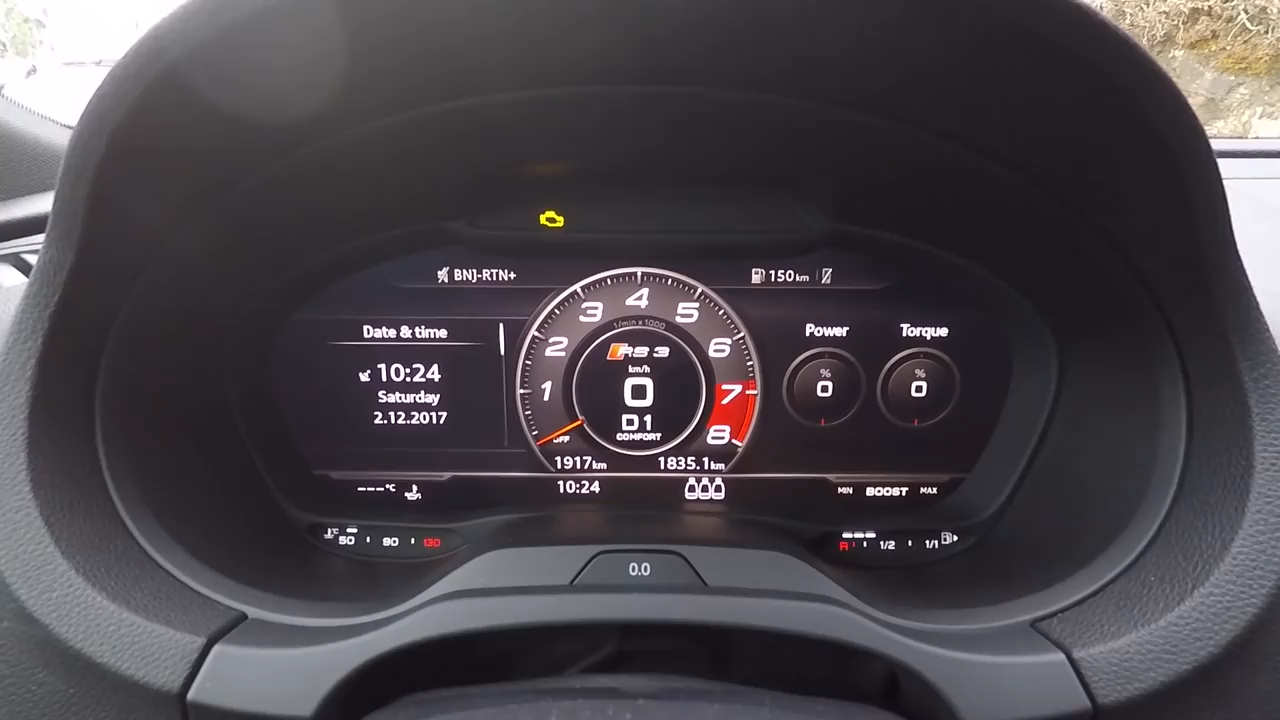 BNJ-RTN+
150 km
Date & time
10:24
Saturday
2.12.2017
1 2 3 4 5 6 7 8
1/min x 1000
RS 3
km/h
0
D1
COMFORT
OFF
1917 km
1835.1 km
Power
%
0
Torque
%
0
---°C
10:24
MIN BOOST MAX
°C
50 90 130
R 1/2 1/1
0.0